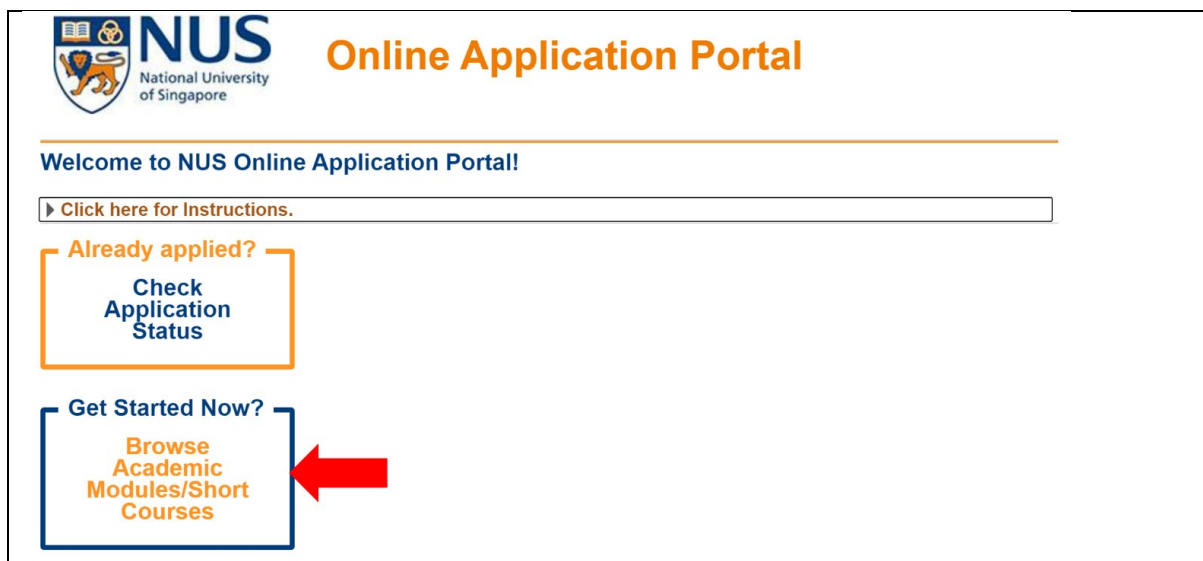 NUS
National University
of Singapore
Online Application Portal
Welcome to NUS Online Application Portal!
Click here for Instructions.
Already applied?
Check
Application
Status
Get Started Now?
Browse
Academic
Modules/Short
Courses